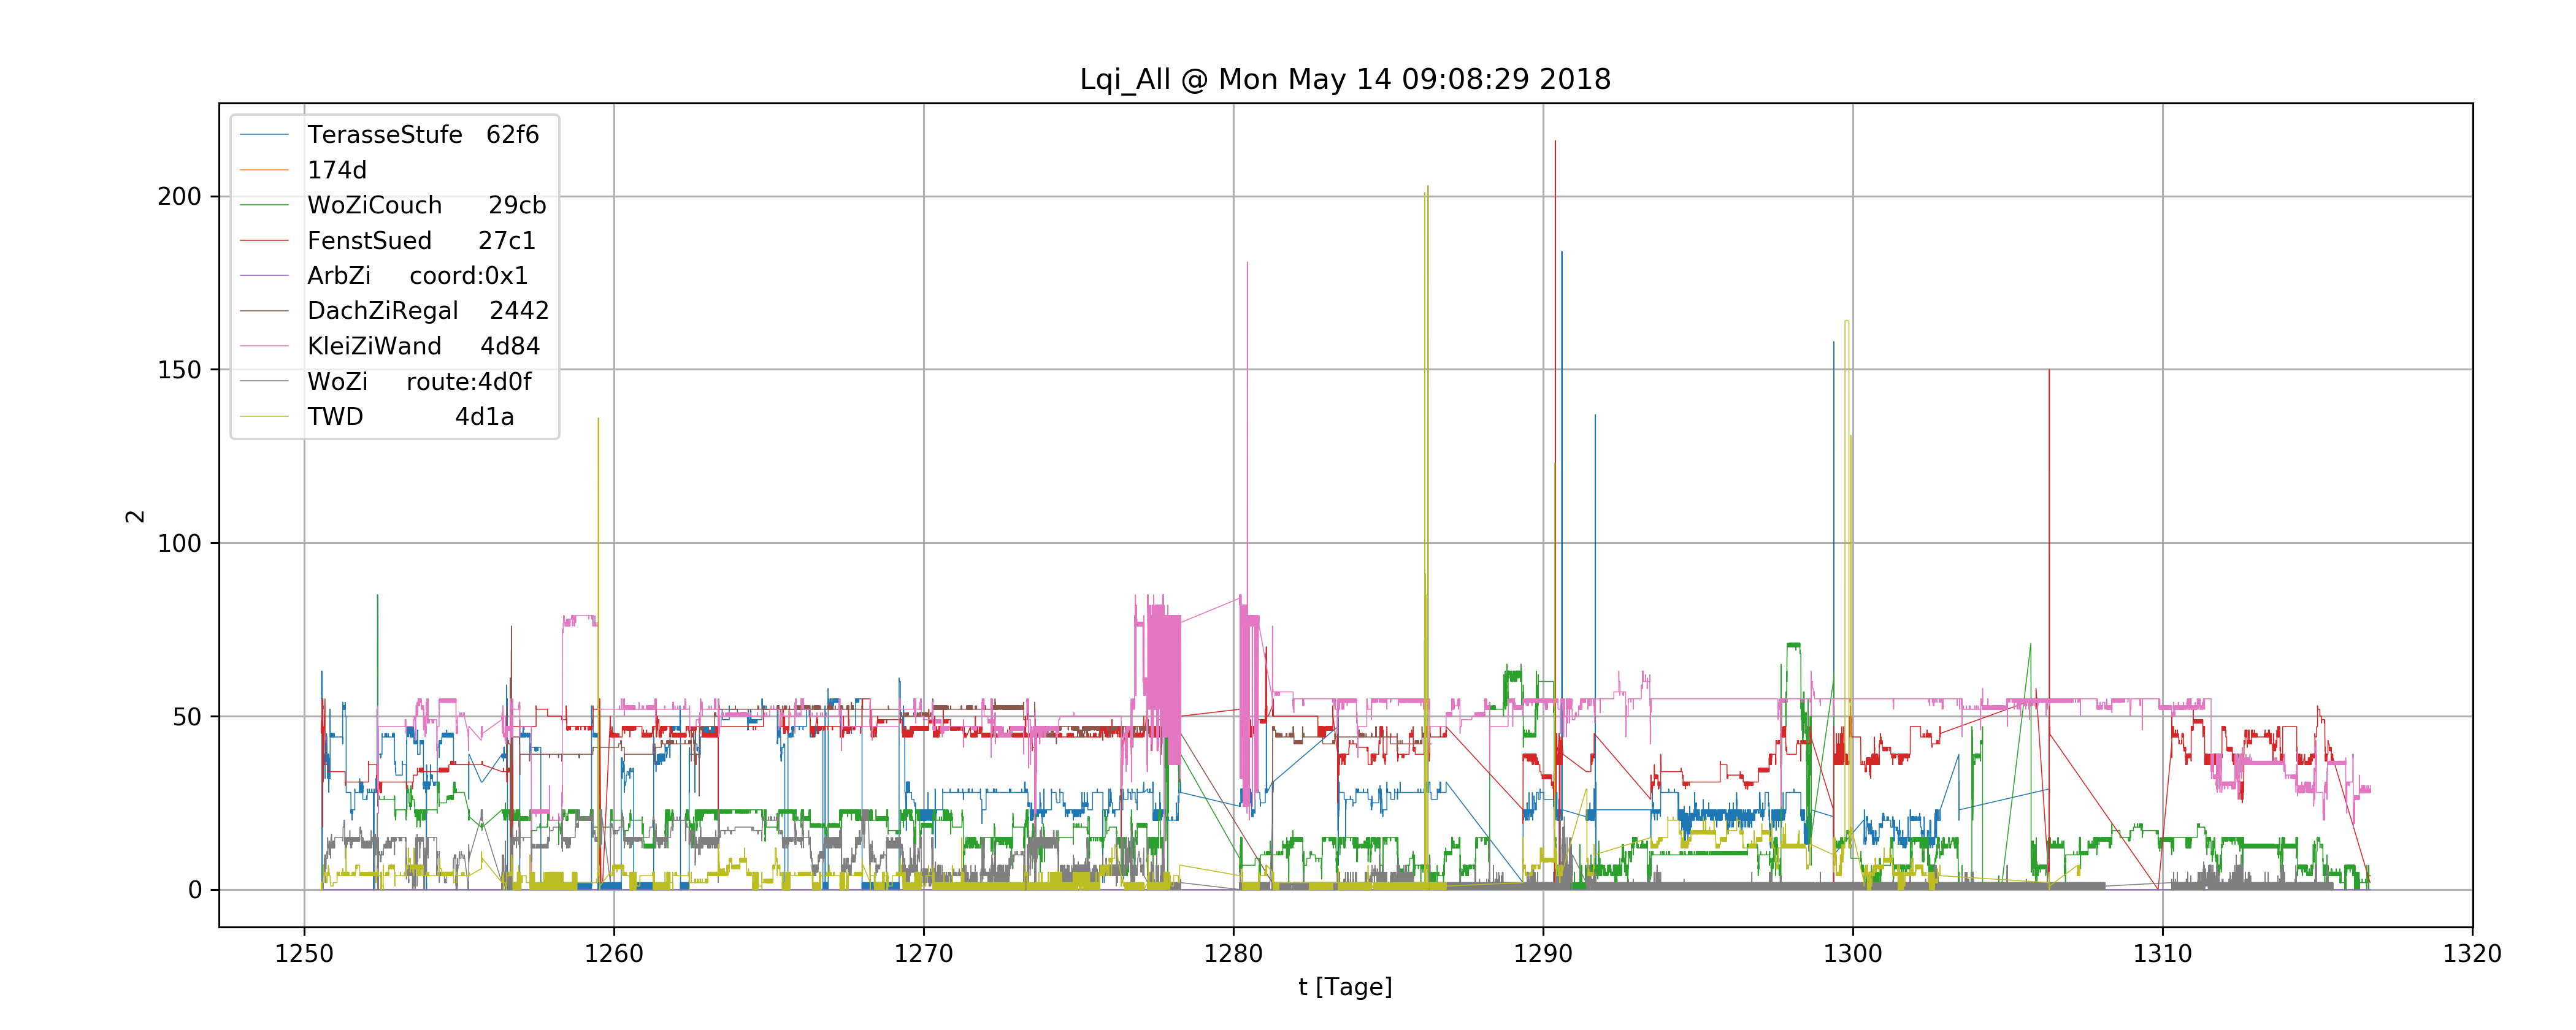 Lqi_All @ Mon May 14 09:08:29 2018
TerasseStufe 62f6
174d
WoZiCouch 29cb
FenstSued 27c1
ArbZi coord:0x1
DachZiRegal 2442
KleiZiWand 4d84
WoZi route:4d0f
TWD 4d1a
200
150
100
50
0
2
1250 1260 1270 1280 1290 1300 1310 1320
t [Tage]